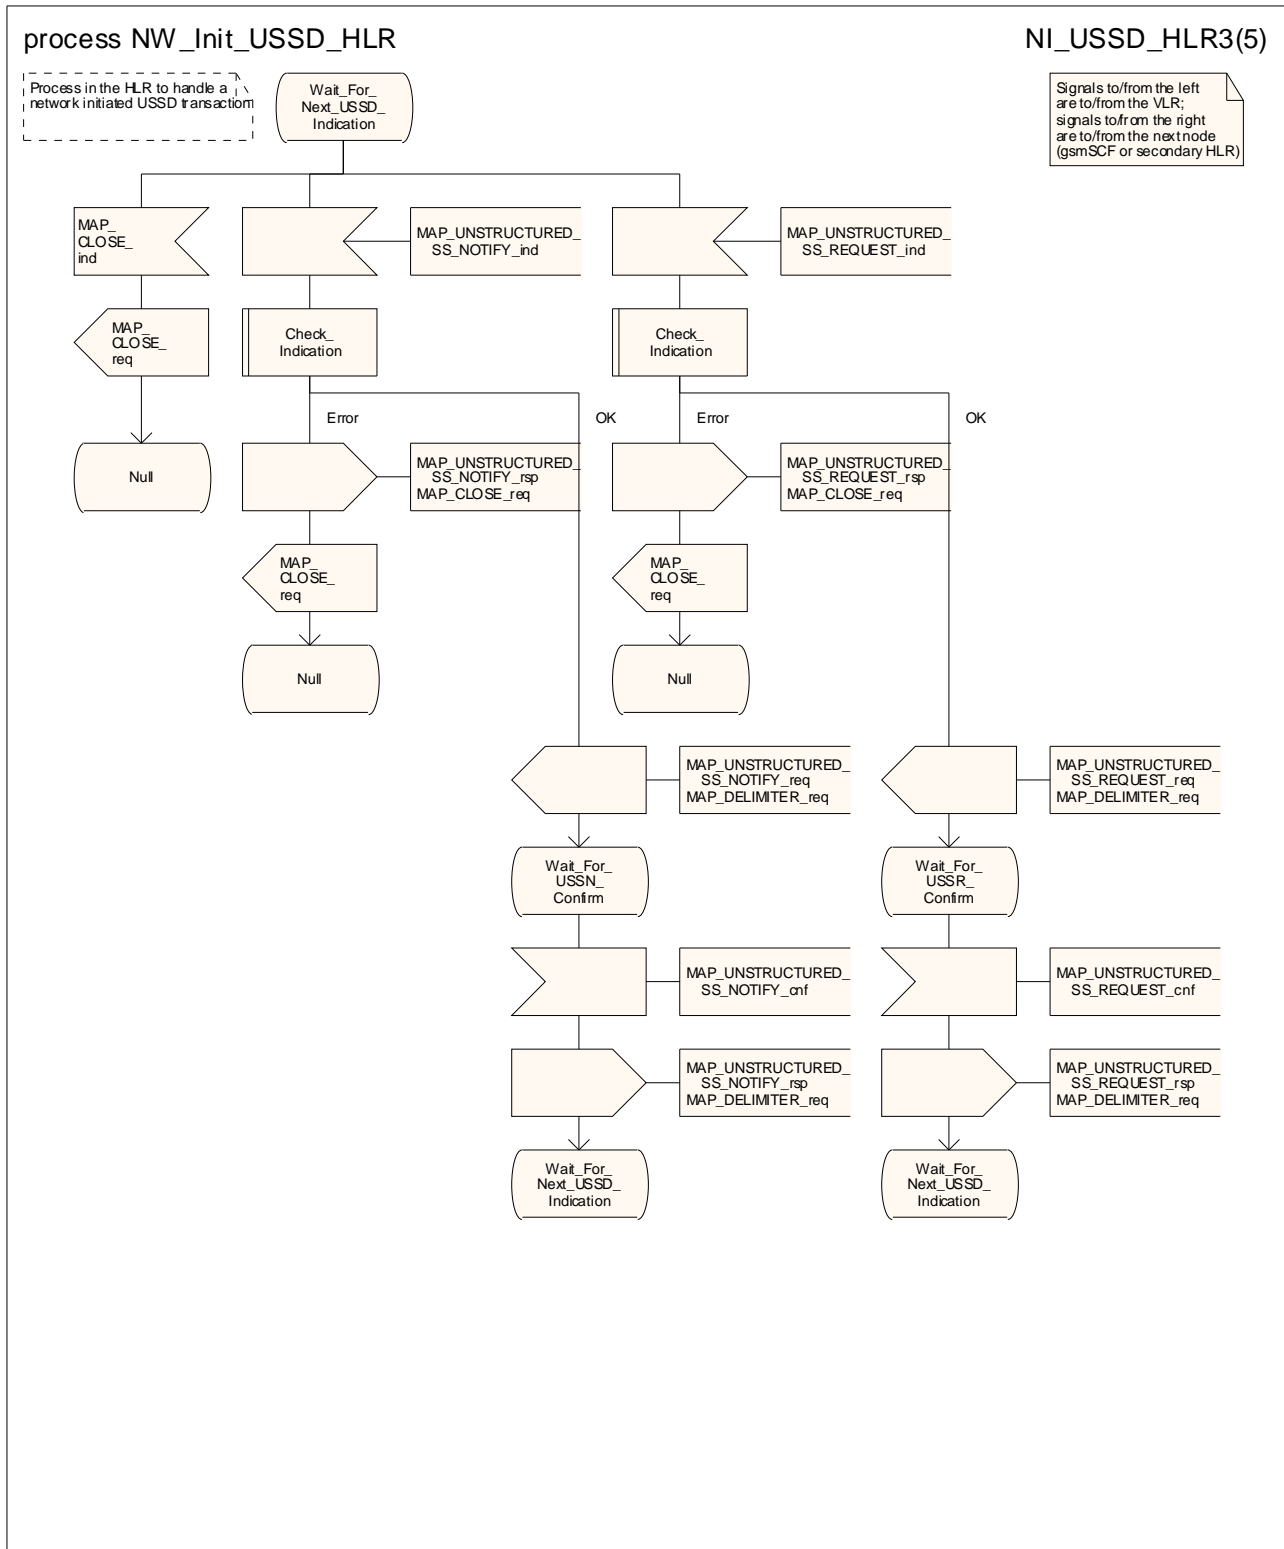 process NW_Init_USSD_HLR
NI_USSD_HLR3(5)
Process in the HLR to handle a
network initiated USSD transaction
Wait_For_
Next_USSD_
Indication
Signals to/from the left
are to/from the VLR;
signals to/from the right
are to/from the next node
(gsmSCF or secondary HLR)
MAP_
CLOSE_
ind
MAP_UNSTRUCTURED_
SS_NOTIFY_ind
MAP_UNSTRUCTURED_
SS_REQUEST_ind
MAP_
CLOSE_
req
Check_
Indication
Check_
Indication
Error
OK
Error
OK
Null
MAP_UNSTRUCTURED_
SS_NOTIFY_rsp
MAP_CLOSE_req
MAP_UNSTRUCTURED_
SS_REQUEST_rsp
MAP_CLOSE_req
MAP_
CLOSE_
req
MAP_
CLOSE_
req
Null
Null
MAP_UNSTRUCTURED_
SS_NOTIFY_req
MAP_DELIMITER_req
MAP_UNSTRUCTURED_
SS_REQUEST_req
MAP_DELIMITER_req
Wait_For_
USSN_
Confirm
Wait_For_
USSR_
Confirm
MAP_UNSTRUCTURED_
SS_NOTIFY_cnf
MAP_UNSTRUCTURED_
SS_REQUEST_cnf
MAP_UNSTRUCTURED_
SS_NOTIFY_rsp
MAP_DELIMITER_req
MAP_UNSTRUCTURED_
SS_REQUEST_rsp
MAP_DELIMITER_req
Wait_For_
Next_USSD_
Indication
Wait_For_
Next_USSD_
Indication